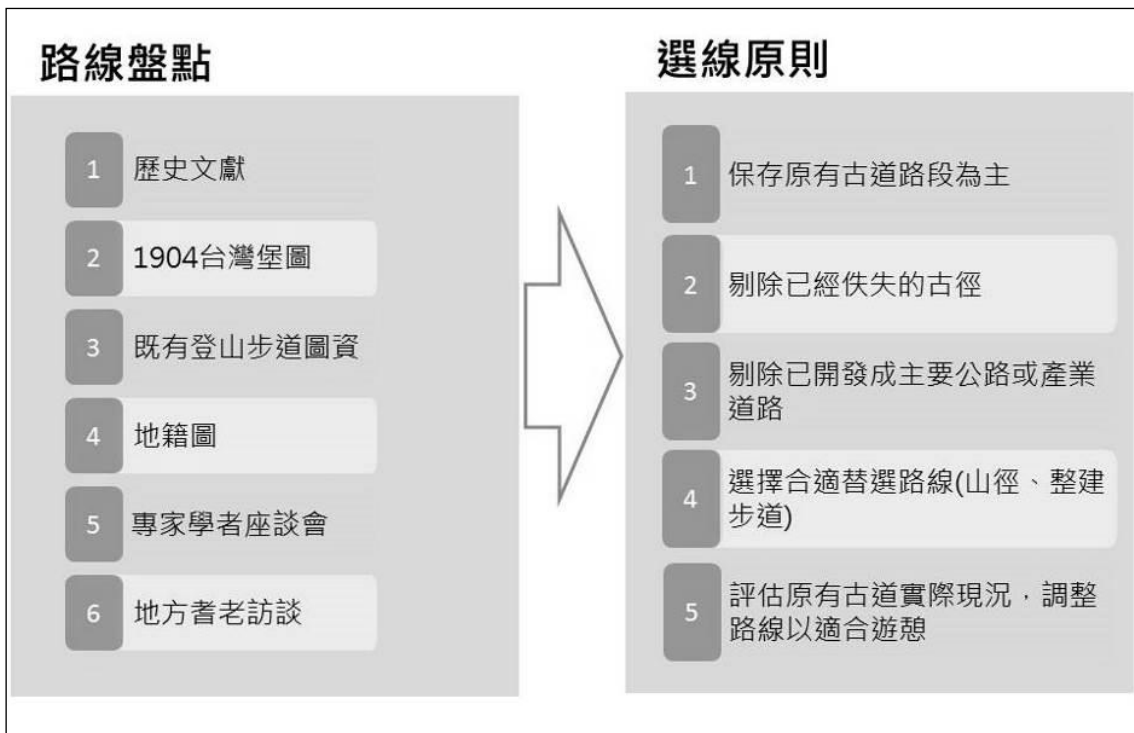 路線盤點
1 歷史文獻
2 1904台灣堡圖
3 既有登山步道圖資
4 地籍圖
5 專家學者座談會
6 地方耆老訪談
選線原則
1 保存原有古道路段為主
2 剔除已經佚失的古徑
3 剔除已開發成主要公路或產業
道路
4 選擇合適替選路線(山徑、整建
步道)
5 評估原有古道實際現況，調整
路線以適合遊憩